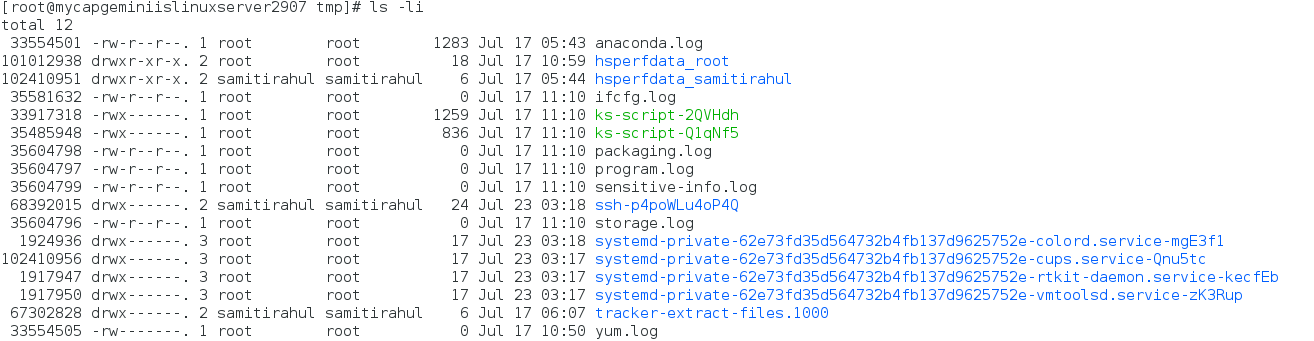 [root@mycapgeminiislinuxserver2907 tmp]# ls -li
total 12
 33554501 -rw-r--r--. 1 root        root        1283 Jul 17 05:43 anaconda.log
101012938 drwxr-xr-x. 2 root        root          18 Jul 17 10:59 hsperfdata_root
102410951 drwxr-xr-x. 2 samitirahul samitirahul    6 Jul 17 05:44 hsperfdata_samitirahul
 35581632 -rw-r--r--. 1 root        root           0 Jul 17 11:10 ifcfg.log
 33917318 -rwx------. 1 root        root        1259 Jul 17 11:10 ks-script-2QVHdh
 35485948 -rwx------. 1 root        root         836 Jul 17 11:10 ks-script-Q1qNf5
 35604798 -rw-r--r--. 1 root        root           0 Jul 17 11:10 packaging.log
 35604797 -rw-r--r--. 1 root        root           0 Jul 17 11:10 program.log
 35604799 -rw-r--r--. 1 root        root           0 Jul 17 11:10 sensitive-info.log
 68392015 drwx------. 2 samitirahul samitirahul   24 Jul 23 03:18 ssh-p4poWLu4oP4Q
 35604796 -rw-r--r--. 1 root        root           0 Jul 17 11:10 storage.log
  1924936 drwx------. 3 root        root          17 Jul 23 03:18 systemd-private-62e73fd35d564732b4fb137d9625752e-colord.service-mgE3f1
102410956 drwx------. 3 root        root          17 Jul 23 03:17 systemd-private-62e73fd35d564732b4fb137d9625752e-cups.service-Qnu5tc
  1917947 drwx------. 3 root        root          17 Jul 23 03:17 systemd-private-62e73fd35d564732b4fb137d9625752e-rtkit-daemon.service-kecfEb
  1917950 drwx------. 3 root        root          17 Jul 23 03:17 systemd-private-62e73fd35d564732b4fb137d9625752e-vmtoolsd.service-zK3Rup
 67302828 drwx------. 2 samitirahul samitirahul    6 Jul 17 06:07 tracker-extract-files.1000
 33554505 -rw-------. 1 root        root           0 Jul 17 10:50 yum.log